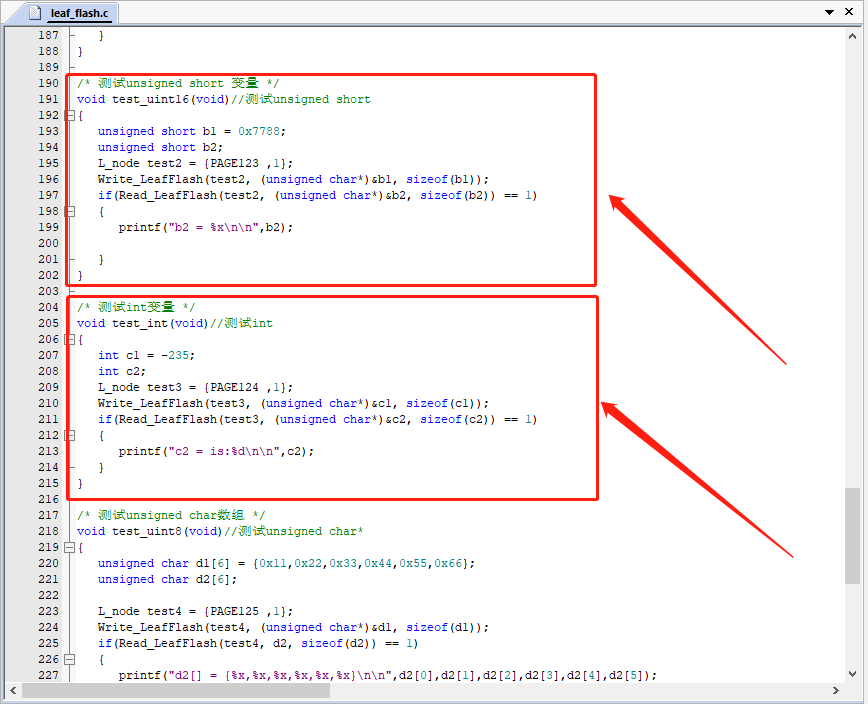 leaf_flash.c
187 }
188 }
189
190 /* 测试unsigned short 变量 */
191 void test_uint16(void)//测试unsigned short
192 {
193 unsigned short b1 = 0x7788;
194 unsigned short b2;
195 L_node test2 = {PAGE123 ,1};
196 Write_LeafFlash(test2, (unsigned char*)&b1, sizeof(b1));
197 if(Read_LeafFlash(test2, (unsigned char*)&b2, sizeof(b2)) == 1)
198 {
199 printf("b2 = %x\n\n",b2);
200
201 }
202 }
203
204 /* 测试int变量 */
205 void test_int(void)//测试int
206 {
207 int c1 = -235;
208 int c2;
209 L_node test3 = {PAGE124 ,1};
210 Write_LeafFlash(test3, (unsigned char*)&c1, sizeof(c1));
211 if(Read_LeafFlash(test3, (unsigned char*)&c2, sizeof(c2)) == 1)
212 {
213 printf("c2 = is:%d\n\n",c2);
214 }
215 }
216
217 /* 测试unsigned char数组 */
218 void test_uint8(void)//测试unsigned char*
219 {
220 unsigned char d1[6] = {0x11,0x22,0x33,0x44,0x55,0x66};
221 unsigned char d2[6];
222
223 L_node test4 = {PAGE125 ,1};
224 Write_LeafFlash(test4, (unsigned char*)&d1, sizeof(d1));
225 if(Read_LeafFlash(test4, d2, sizeof(d2)) == 1)
226 {
227 printf("d2[] = {%x,%x,%x,%x,%x,%x}\n\n",d2[0],d2[1],d2[2],d2[3],d2[4],d2[5]);